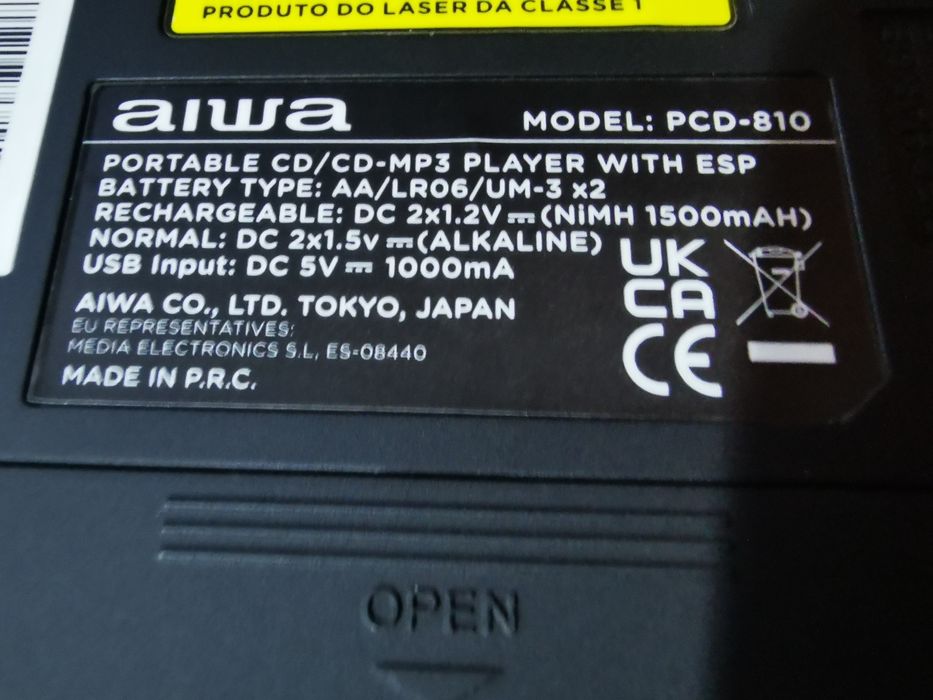 PRODUTO DO LASER DA CLASSE 1
aiwa
MODEL: PCD-810
PORTABLE CD/CD-MP3 PLAYER WITH ESP
BATTERY TYPE: AA/LR06/UM-3 x2
RECHARGEABLE: DC 2x1.2V ⎓ (NiMH 1500mAH)
NORMAL: DC 2x1.5v ⎓ (ALKALINE)
USB Input: DC 5V ⎓ 1000mA
UK
CA
AIWA CO., LTD. TOKYO, JAPAN
EU REPRESENTATIVES:
MEDIA ELECTRONICS S.L, ES-08440
CE
MADE IN P.R.C.
OPEN